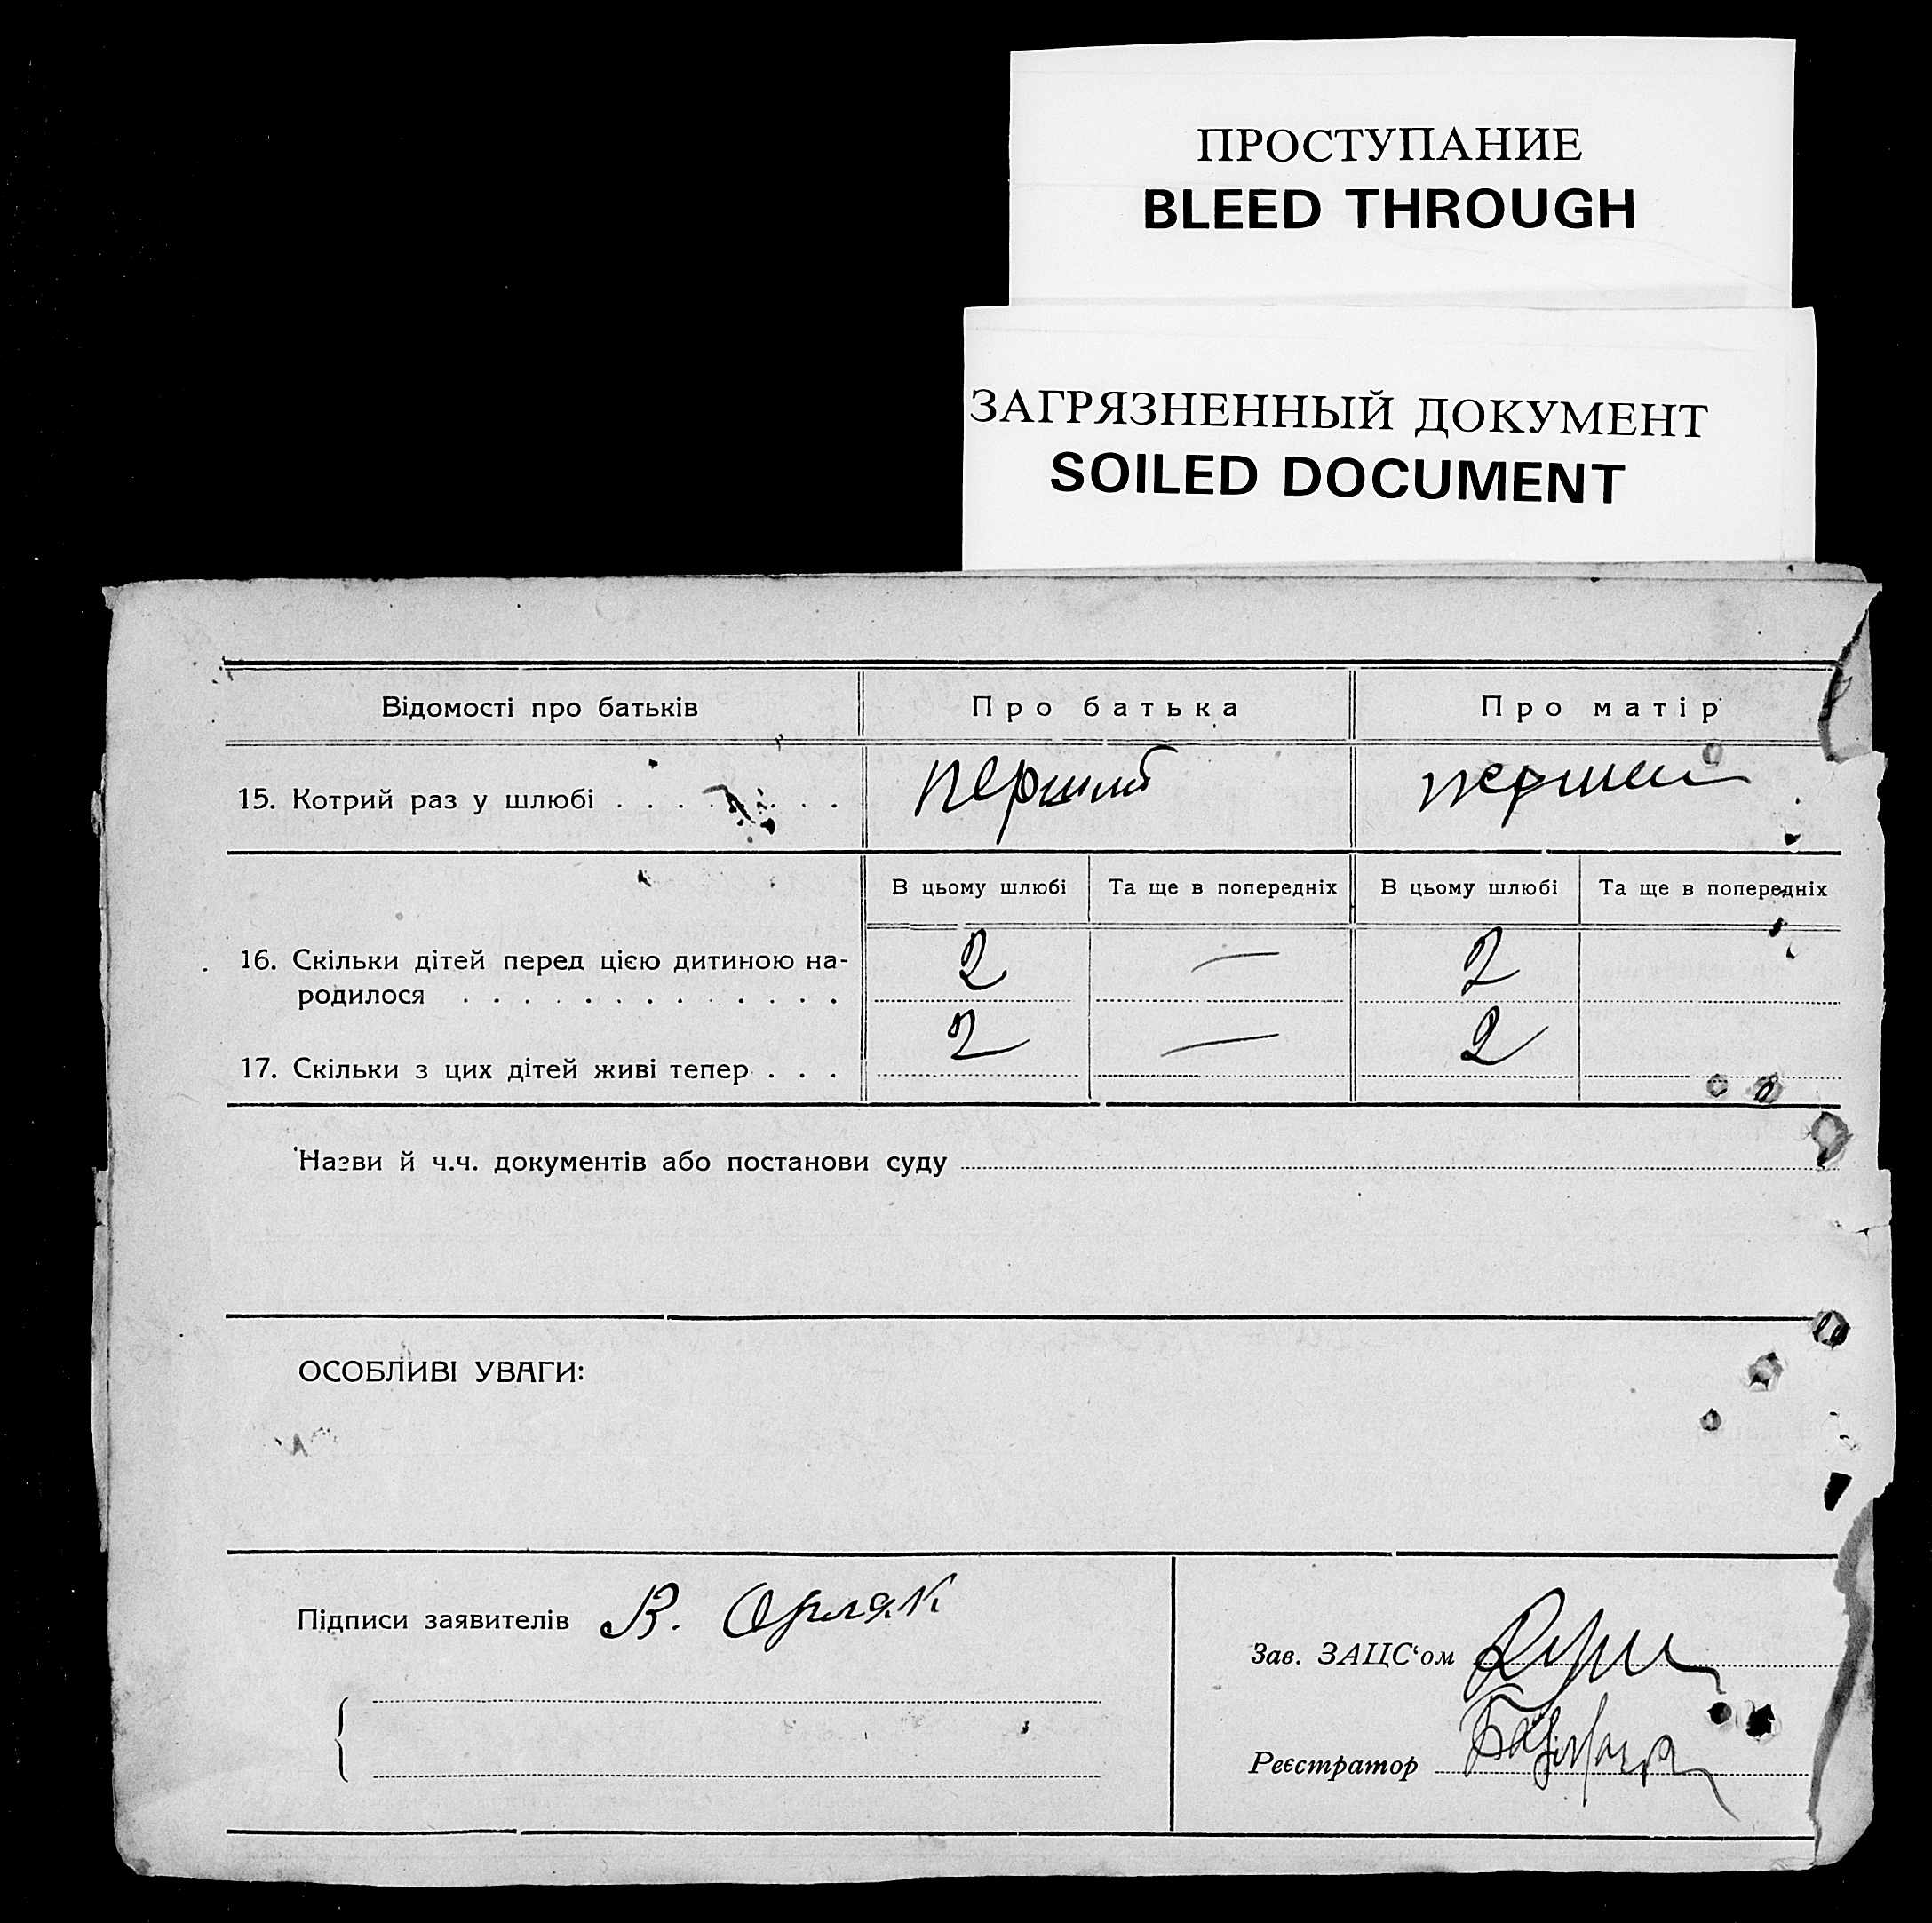 ПРОСТУПАНИЕ
BLEED THROUGH
ЗАГРЯЗНЕННЫЙ ДОКУМЕНТ
SOILED DOCUMENT
Відомості про батьків Про батька Про матір
15. Котрий раз у шлюбі . . . . . . . перший перший
В цьому шлюбі Та ще в попередніх В цьому шлюбі Та ще в попередніх
16. Скільки дітей перед цією дитиною на-
родилося . . . . . . . . . . . . . 2 — 2
17. Скільки з цих дітей живі тепер . . . 2 — 2
Назви й ч.ч. документів або постанови суду
ОСОБЛИВІ УВАГИ:
Підписи заявителів В. Орляк
Зав. ЗАЦС‘ом
Реєстратор